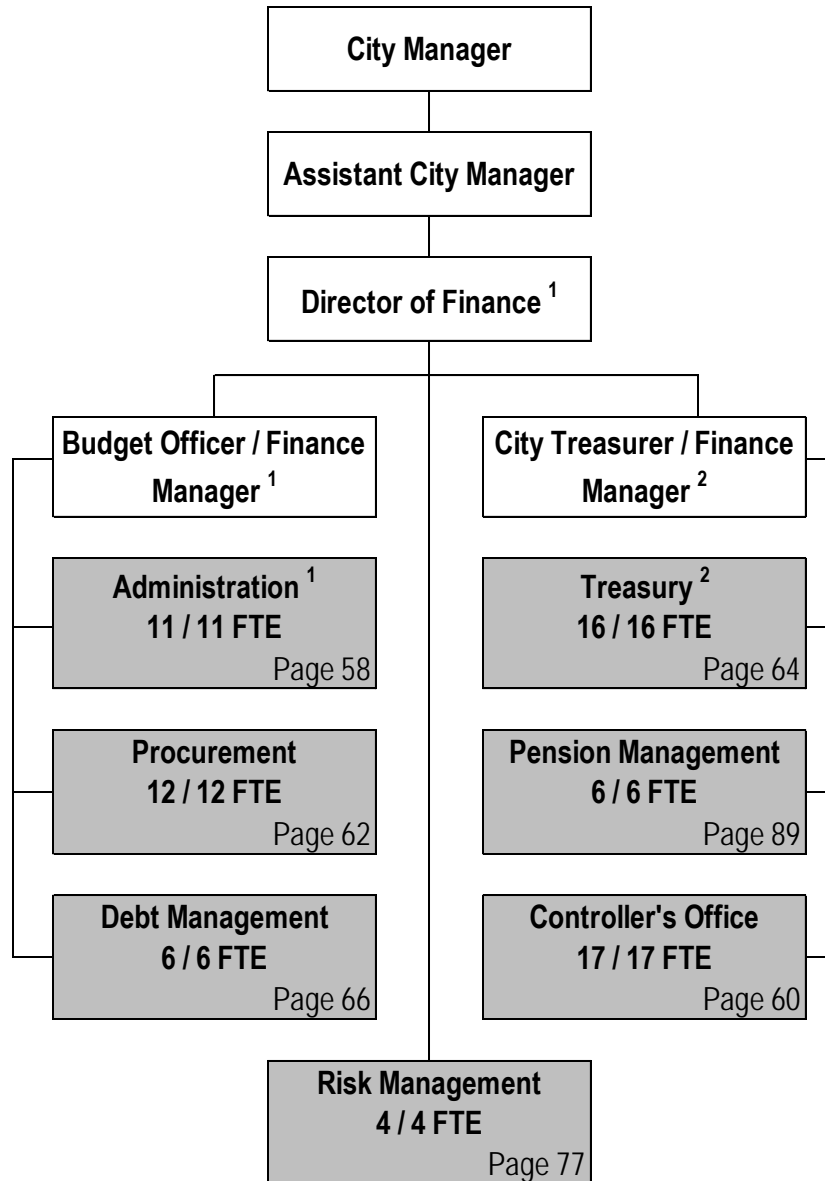 City Manager
Assistant City Manager
Director of Finance 1
Budget Officer / Finance
Manager 1
City Treasurer / Finance
Manager 2
Administration 1
11 / 11 FTE
Page 58
Treasury 2
16 / 16 FTE
Page 64
Procurement
12 / 12 FTE
Page 62
Pension Management
6 / 6 FTE
Page 89
Debt Management
6 / 6 FTE
Page 66
Controller's Office
17 / 17 FTE
Page 60
Risk Management
4 / 4 FTE
Page 77